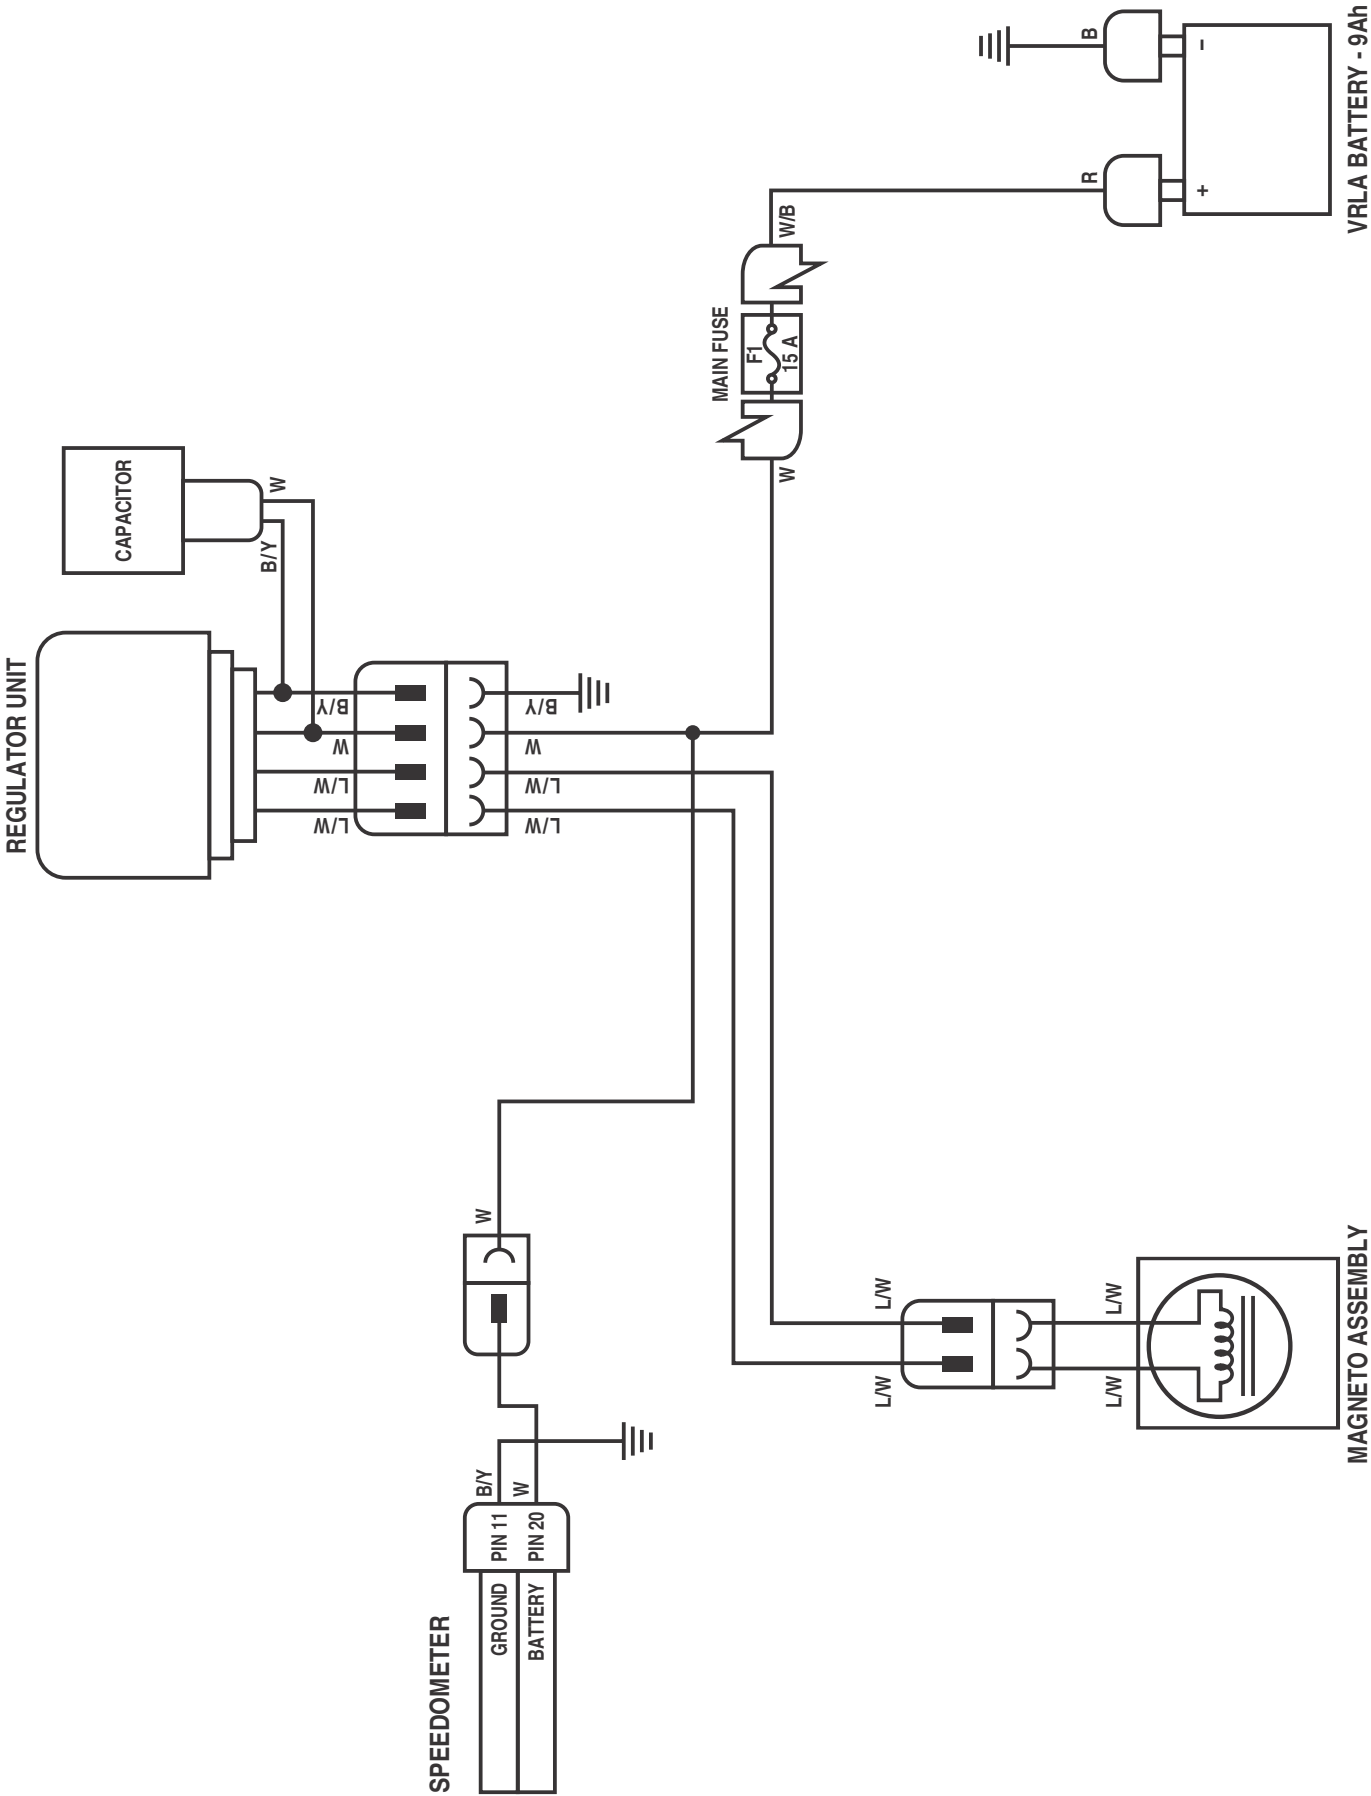 REGULATOR UNIT
CAPACITOR
B/Y
W
B/Y
W
L/W
L/W
B/Y
W
L/W
L/W
MAIN FUSE
F1
15 A
W
W/B
R
B
+
-
VRLA BATTERY - 9Ah
SPEEDOMETER
GROUND
BATTERY
PIN 11
PIN 20
B/Y
W
W
L/W
L/W
L/W
L/W
MAGNETO ASSEMBLY